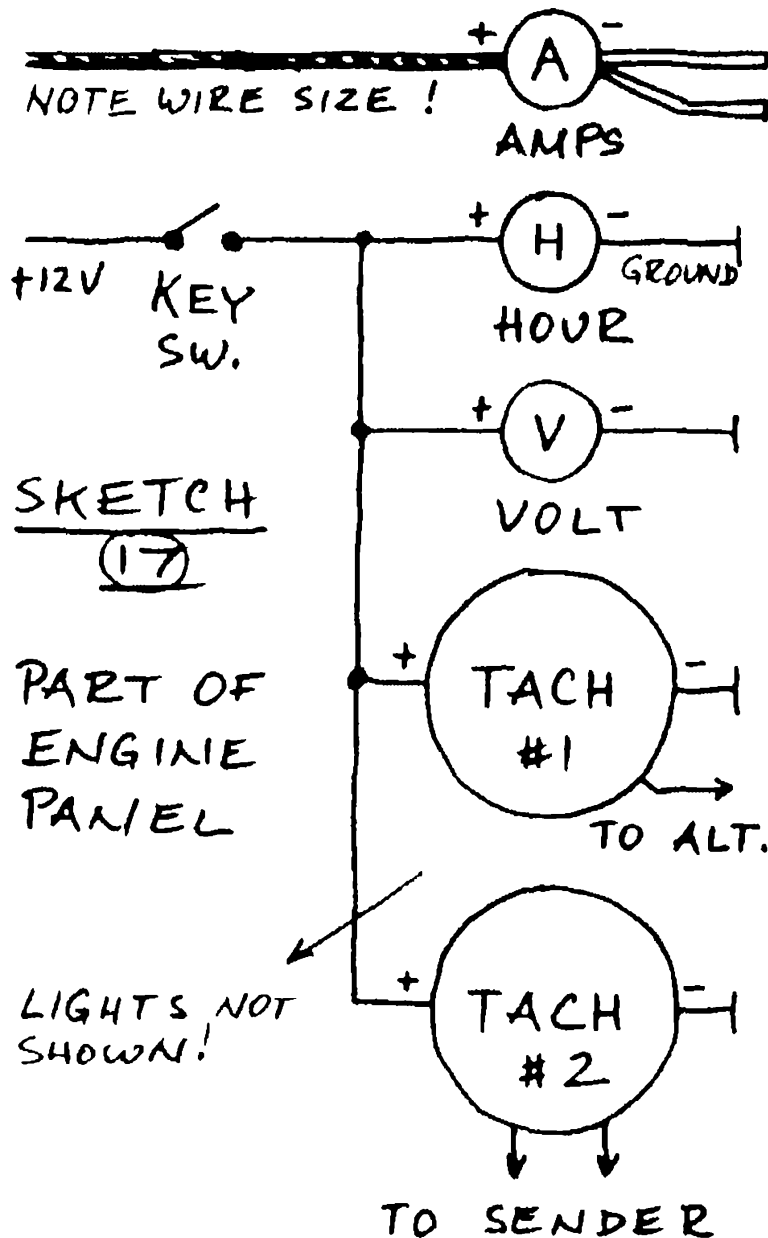 + A -
NOTE WIRE SIZE !
AMPS
+ H -
+12V
GROUND
KEY
SW.
HOUR
+ V -
VOLT
SKETCH
17
PART OF
ENGINE
PANEL
+ TACH -
#1
TO ALT.
LIGHTS NOT
SHOWN!
+ TACH -
#2
TO SENDER